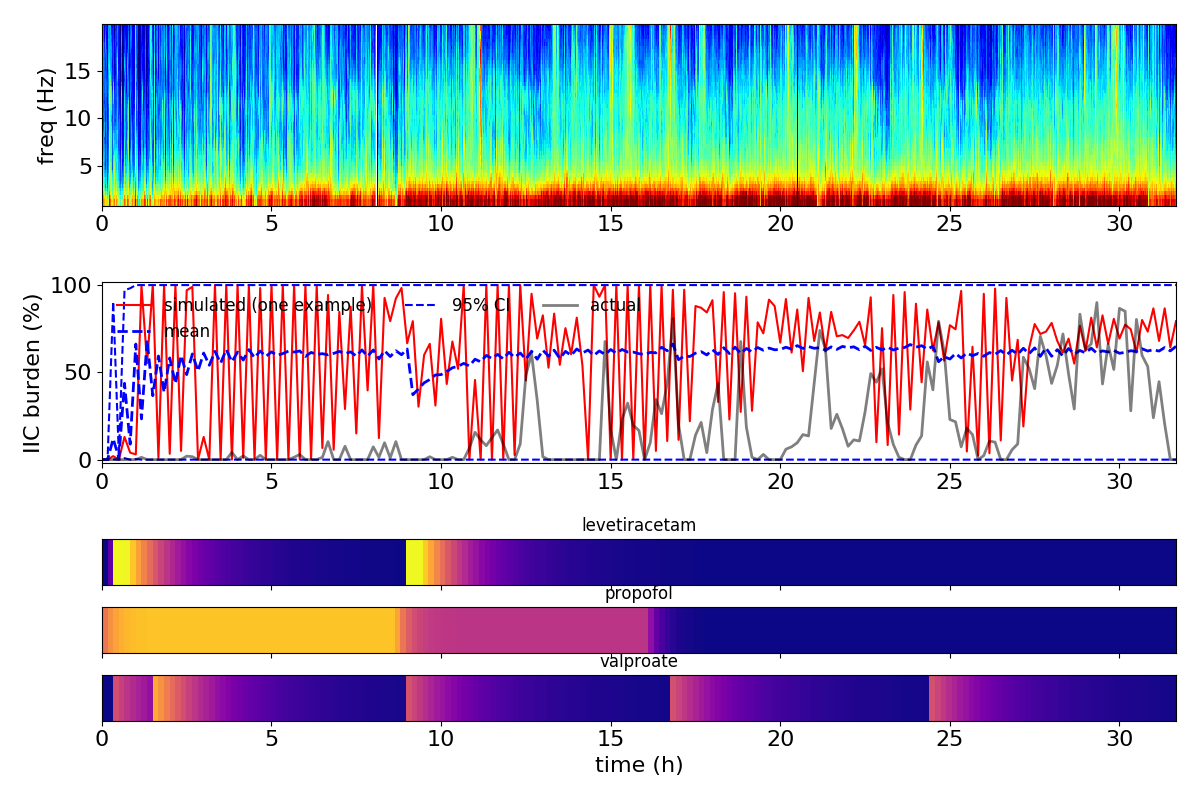 freq (Hz)
15
10
5
0 5 10 15 20 25 30
IIC burden (%)
100
50
0
simulated (one example) 95% CI actual
mean
0 5 10 15 20 25 30
levetiracetam
propofol
valproate
0 5 10 15 20 25 30
time (h)